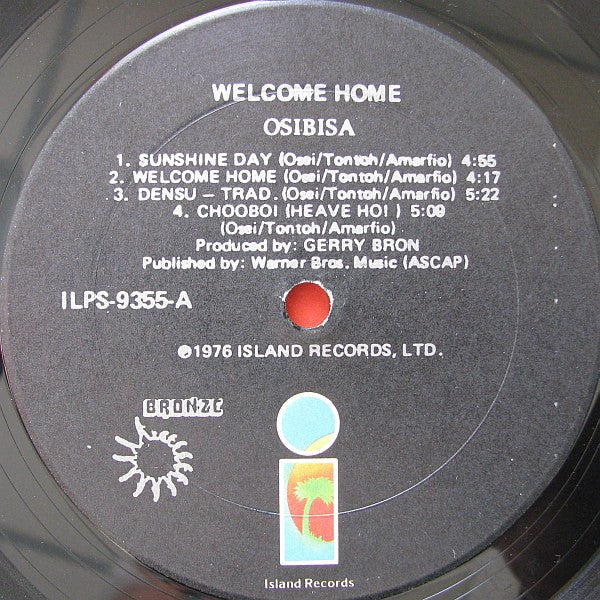 WELCOME HOME
OSIBISA
1. SUNSHINE DAY (Osei/Tontoh/Amarfio) 4:55
2. WELCOME HOME (Osei/Tontoh/Amarfio) 4:17
3. DENSU – TRAD. (Osei/Tontoh/Amarfio) 5:22
4. CHOOBOI (HEAVE HO! ) 5:09
(Osei/Tontoh/Amarfio)
Produced by: GERRY BRON
Published by: Warner Bros. Music (ASCAP)
ILPS-9355-A
℗1976 ISLAND RECORDS, LTD.
BRONZE
Island Records